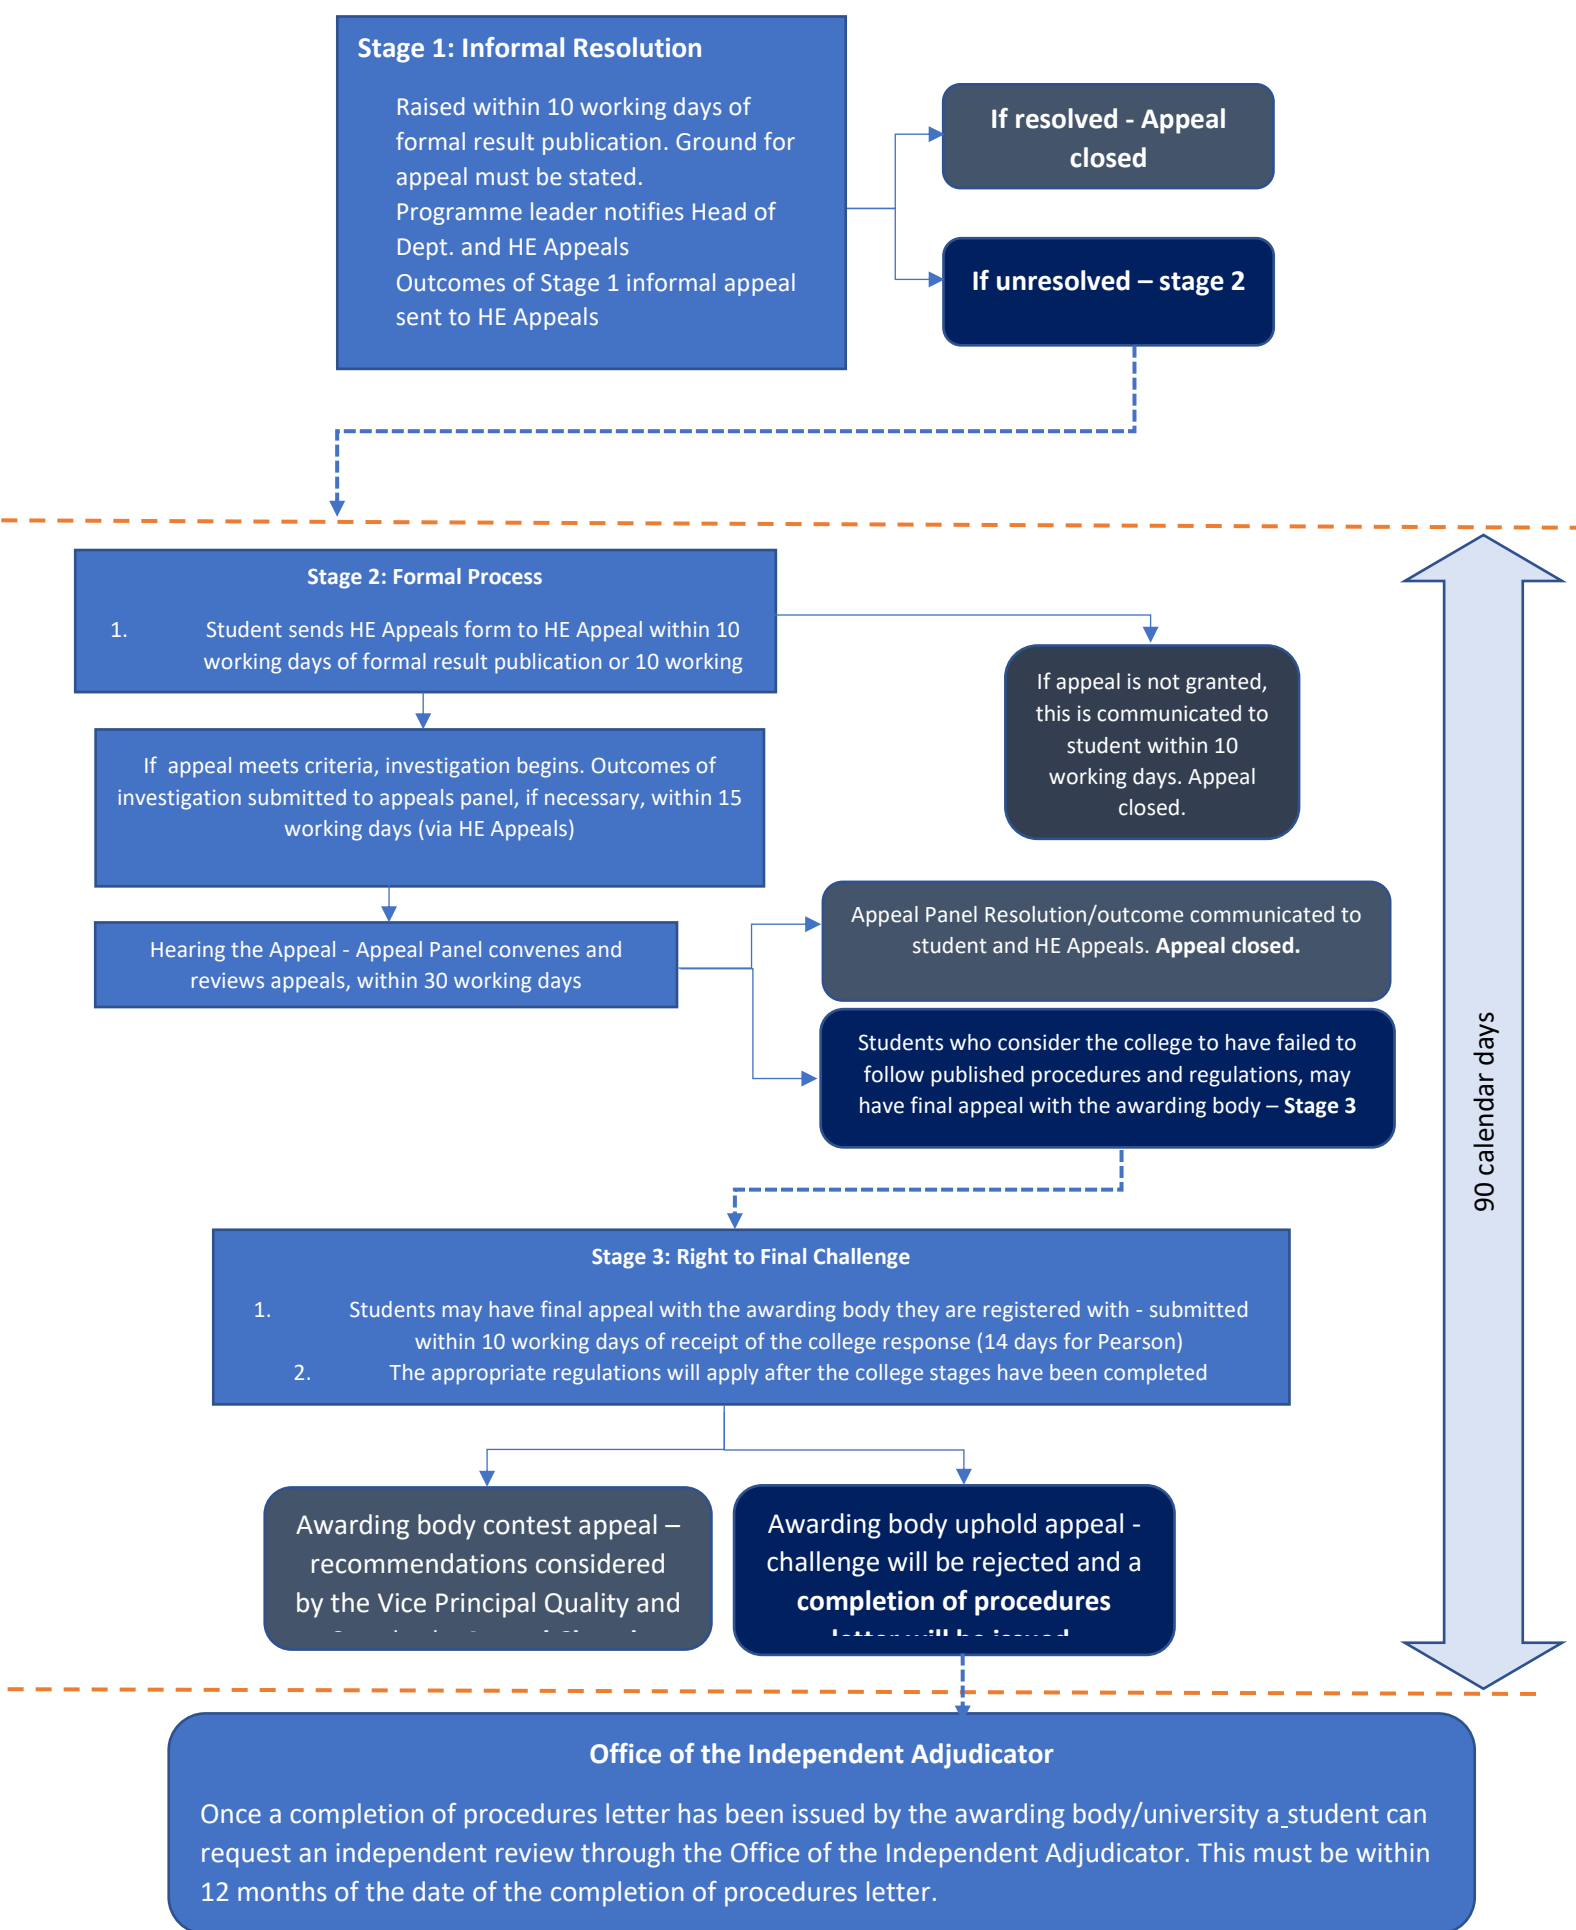 Stage 1: Informal Resolution
Raised within 10 working days of
formal result publication. Ground for
appeal must be stated.
Programme leader notifies Head of
Dept. and HE Appeals
Outcomes of Stage 1 informal appeal
sent to HE Appeals
If resolved - Appeal
closed
If unresolved – stage 2
Stage 2: Formal Process
1. Student sends HE Appeals form to HE Appeal within 10
working days of formal result publication or 10 working
If appeal is not granted,
this is communicated to
student within 10
working days. Appeal
closed.
If appeal meets criteria, investigation begins. Outcomes of
investigation submitted to appeals panel, if necessary, within 15
working days (via HE Appeals)
Hearing the Appeal - Appeal Panel convenes and
reviews appeals, within 30 working days
Appeal Panel Resolution/outcome communicated to
student and HE Appeals. Appeal closed.
Students who consider the college to have failed to
follow published procedures and regulations, may
have final appeal with the awarding body – Stage 3
90 calendar days
Stage 3: Right to Final Challenge
1. Students may have final appeal with the awarding body they are registered with - submitted
within 10 working days of receipt of the college response (14 days for Pearson)
2. The appropriate regulations will apply after the college stages have been completed
Awarding body contest appeal –
recommendations considered
by the Vice Principal Quality and
Awarding body uphold appeal -
challenge will be rejected and a
completion of procedures
letter will be issued
Office of the Independent Adjudicator
Once a completion of procedures letter has been issued by the awarding body/university a student can
request an independent review through the Office of the Independent Adjudicator. This must be within
12 months of the date of the completion of procedures letter.